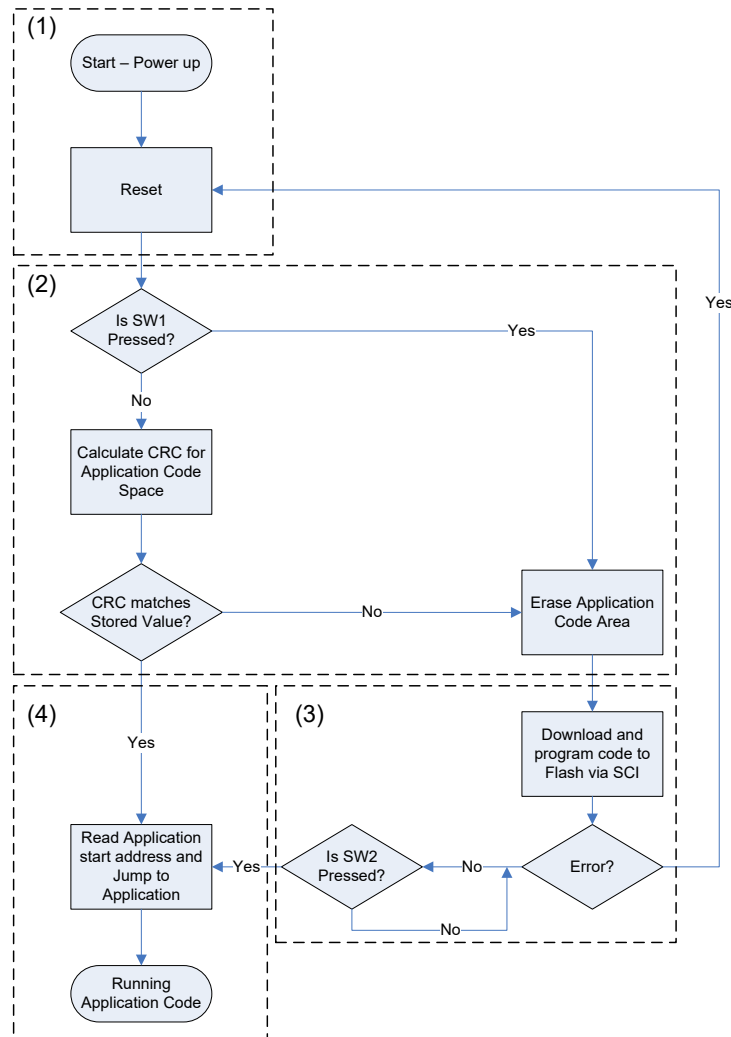 (1)
Start – Power up
Reset
(2)
Is SW1
Pressed?
Yes
Yes
No
Calculate CRC for
Application Code
Space
CRC matches
Stored Value?
No
Erase Application
Code Area
(4)
(3)
Yes
Download and
program code to
Flash via SCI
Read Application
start address and
Jump to
Application
Yes
Is SW2
Pressed?
No
Error?
No
Running
Application Code